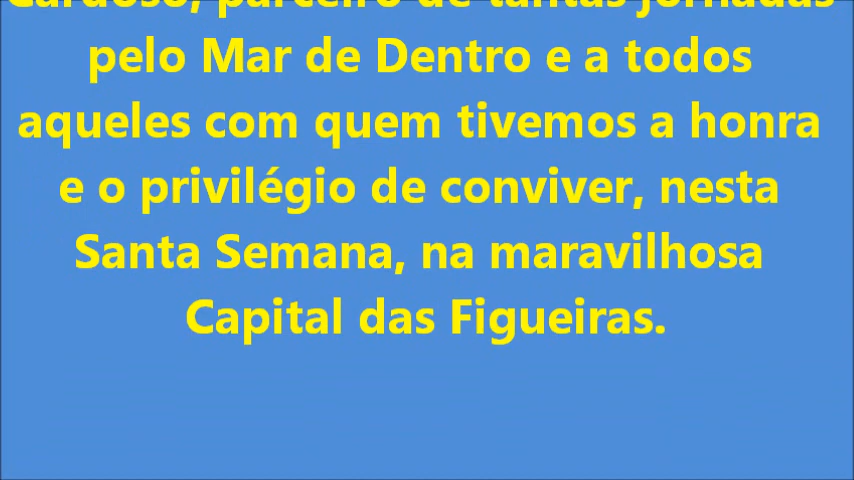 Cardoso, parceiro de tantas jornadas
pelo Mar de Dentro e a todos
aqueles com quem tivemos a honra
e o privilégio de conviver, nesta
Santa Semana, na maravilhosa
Capital das Figueiras.